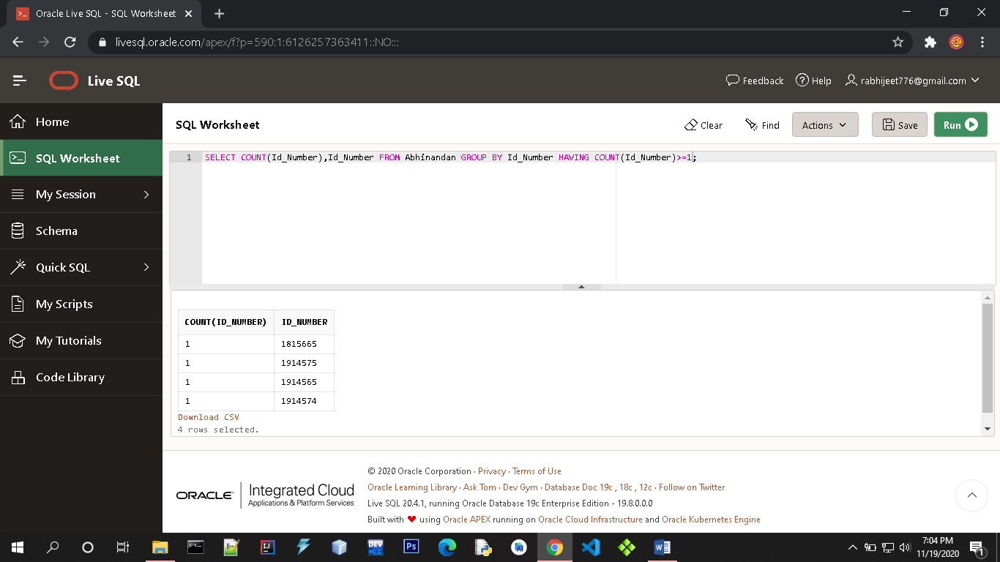 Oracle Live SQL - SQL Worksheet
livesql.oracle.com/apex/f?p=590:1:6126257363411::NO:::
Live SQL
Feedback
Help
rabhijeet776@gmail.com
Home
SQL Worksheet
My Session
Schema
Quick SQL
My Scripts
My Tutorials
Code Library
SQL Worksheet
Clear
Find
Actions
Save
Run
1 SELECT COUNT(Id_Number),Id_Number FROM Abhinandan GROUP BY Id_Number HAVING COUNT(Id_Number)>=1;
COUNT(ID_NUMBER) ID_NUMBER
1 1815665
1 1914575
1 1914565
1 1914574
Download CSV
4 rows selected.
ORACLE Integrated Cloud
Applications & Platform Services
© 2020 Oracle Corporation · Privacy · Terms of Use
Oracle Learning Library · Ask Tom · Dev Gym · Database Doc 19c , 18c , 12c · Follow on Twitter
Live SQL 20.4.1, running Oracle Database 19c Enterprise Edition - 19.8.0.0.0
Built with ❤ using Oracle APEX running on Oracle Cloud Infrastructure and Oracle Kubernetes Engine
DEV
Ps
7:04 PM
11/19/2020
1